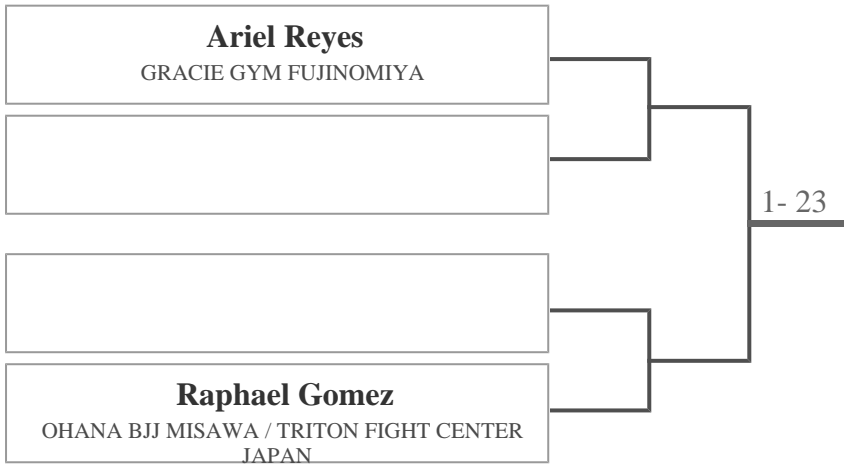 Ariel Reyes
GRACIE GYM FUJINOMIYA
1- 23
Raphael Gomez
OHANA BJJ MISAWA / TRITON FIGHT CENTER
JAPAN